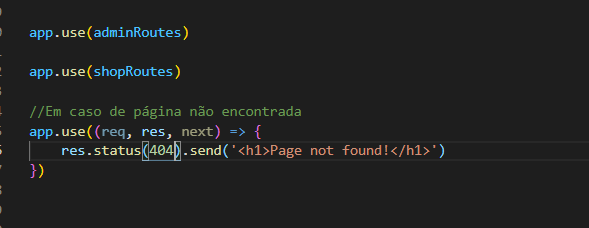 app.use(adminRoutes)
app.use(shopRoutes)
//Em caso de página não encontrada
app.use((req, res, next) => {
res.status(404).send('<h1>Page not found!</h1>')
})